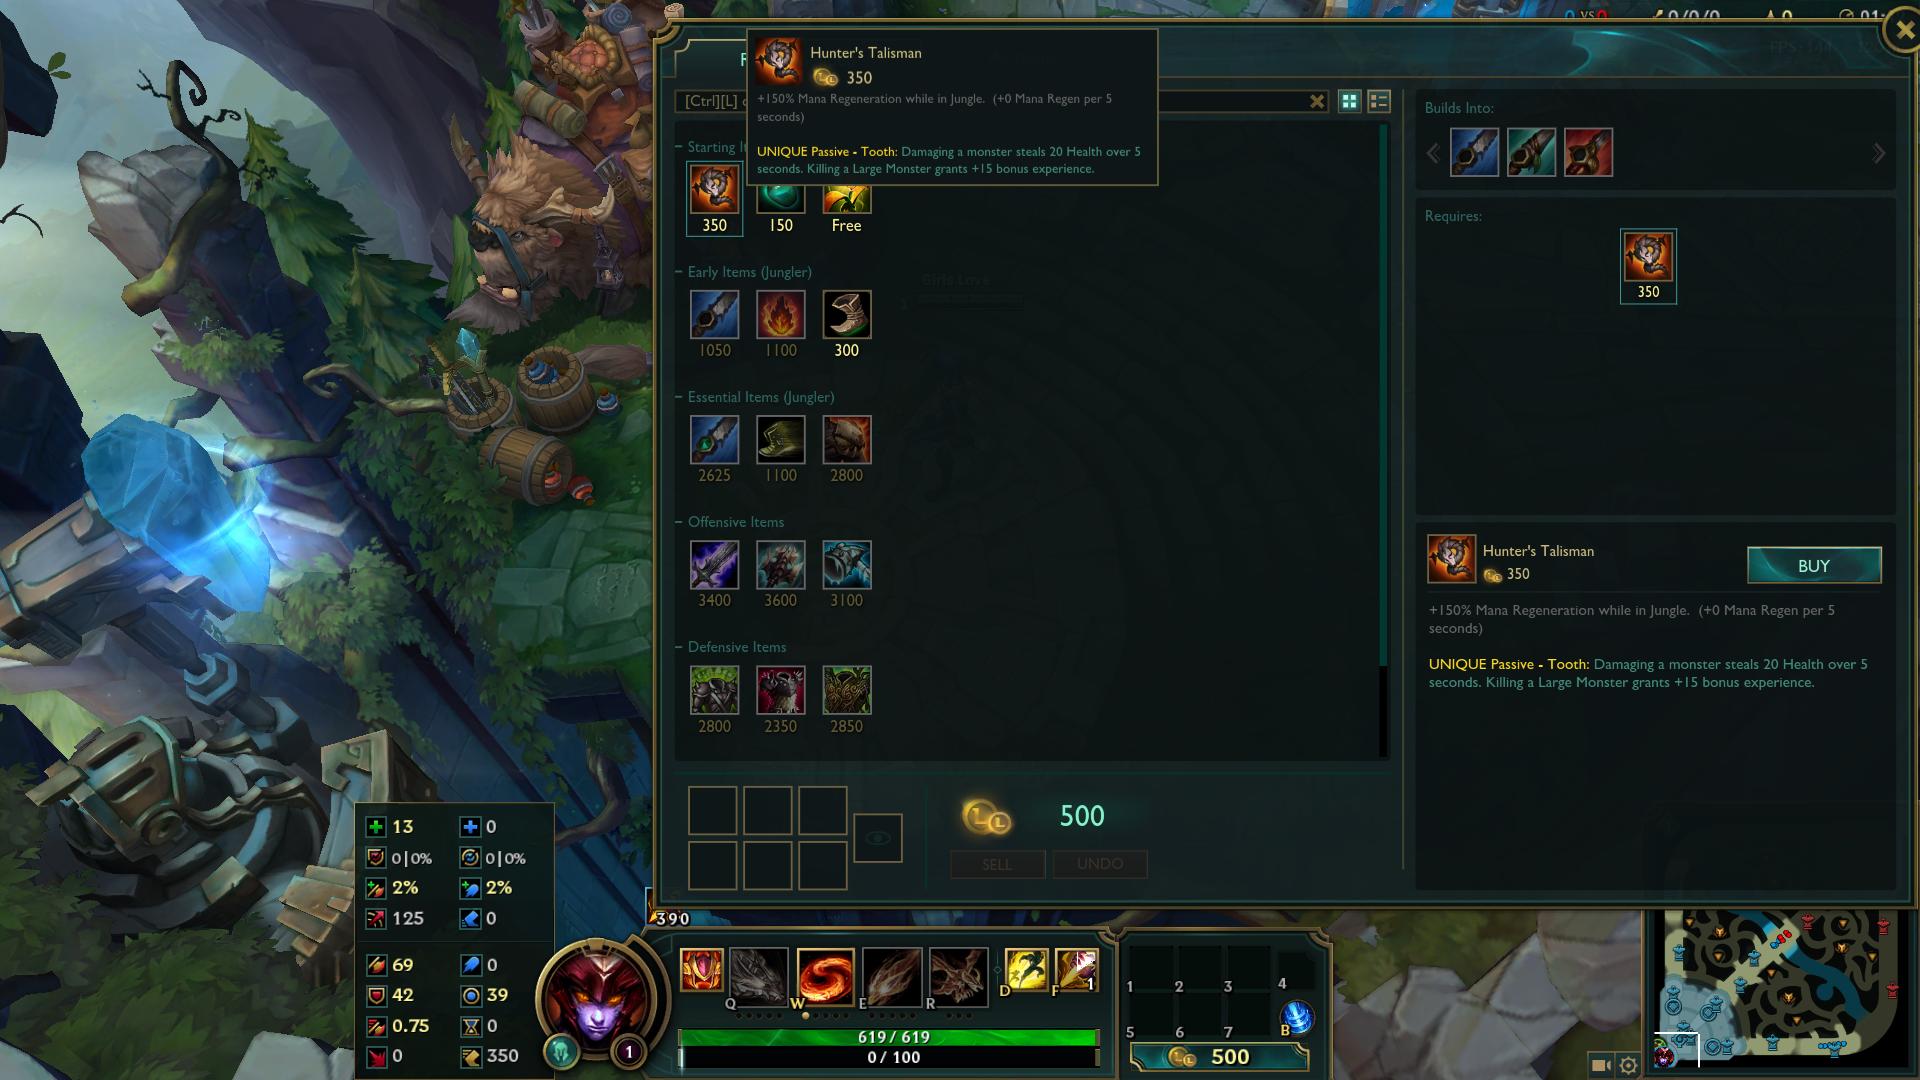 Hunter's Talisman
350
+150% Mana Regeneration while in Jungle. (+0 Mana Regen per 5
seconds)
UNIQUE Passive - Tooth: Damaging a monster steals 20 Health over 5
seconds. Killing a Large Monster grants +15 bonus experience.
[Ctrl][L]
Starting
350 150 Free
Early Items (Jungler)
1050 1100 300
Essential Items (Jungler)
2625 1100 2800
Offensive Items
3400 3600 3100
Defensive Items
2800 2350 2850
500
SELL UNDO
Builds Into:
Requires:
350
Hunter's Talisman
350
BUY
+150% Mana Regeneration while in Jungle. (+0 Mana Regen per 5
seconds)
UNIQUE Passive - Tooth: Damaging a monster steals 20 Health over 5
seconds. Killing a Large Monster grants +15 bonus experience.
13 0
0|0% 0|0%
2% 2%
125 0
69 0
42 39
0.75 0
0 350
390
Q W E R D F 1
619 / 619
0 / 100
1
1 2 3 4
5 6 7 B
500